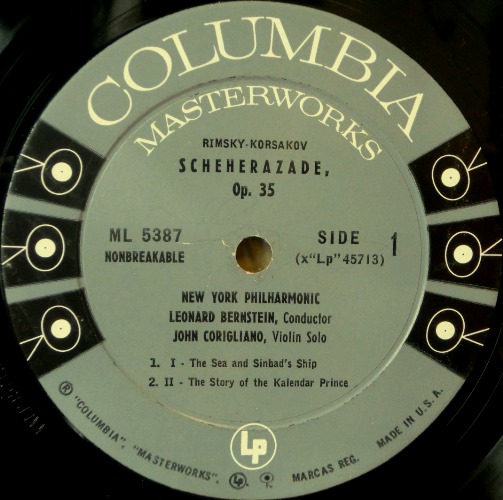 COLUMBIA
MASTERWORKS
RIMSKY-KORSAKOV
SCHEHERAZADE,
Op. 35
ML 5387
NONBREAKABLE
SIDE 1
(x"Lp"45713)
NEW YORK PHILHARMONIC
LEONARD BERNSTEIN, Conductor
JOHN CORIGLIANO, Violin Solo
1. I - The Sea and Sinbad's Ship
2. II - The Story of the Kalendar Prince
Lp
® "COLUMBIA", "MASTERWORKS", Lp MARCAS REG. MADE IN U.S.A.